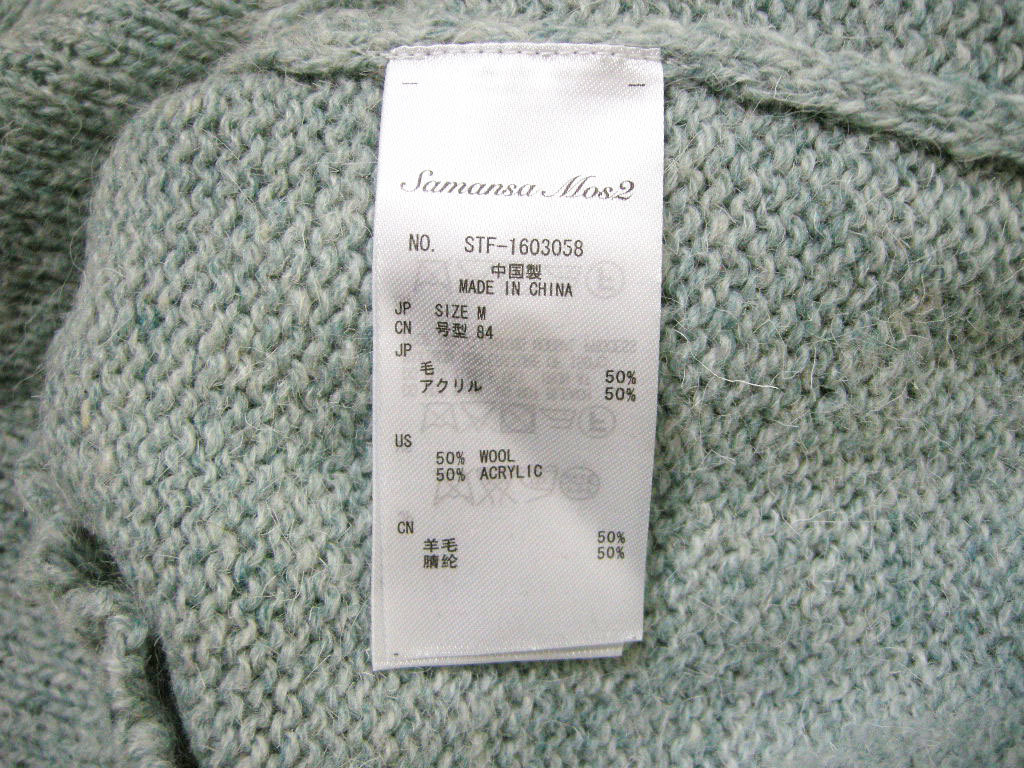 Samansa Mos2
NO. STF-1603058
中国製
MADE IN CHINA
JP SIZE M
CN 号型 84
JP
毛 50%
アクリル 50%
US
50% WOOL
50% ACRYLIC
CN
羊毛 50%
腈纶 50%